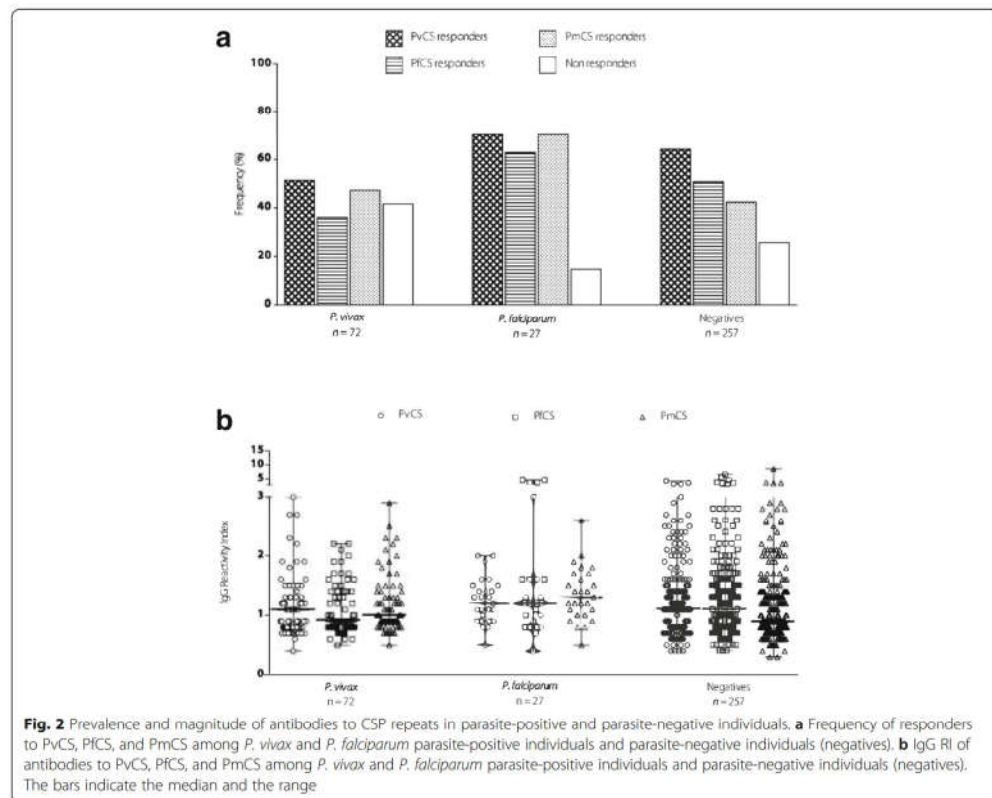 a
PvCS responders
PmCS responders
PfCS responders
Non responders
100
80
60
40
20
0
Frequency (%)
P. vivax
n = 72
P. falciparum
n = 27
Negatives
n = 257
b
PvCS
PfCS
PmCS
15
10
5
3
2
1
0
IgG Reactivity Index
P. vivax
n = 72
P. falciparum
n = 27
Negatives
n = 257
Fig. 2 Prevalence and magnitude of antibodies to CSP repeats in parasite-positive and parasite-negative individuals. a Frequency of responders
to PvCS, PfCS, and PmCS among P. vivax and P. falciparum parasite-positive individuals and parasite-negative individuals (negatives). b IgG RI of
antibodies to PvCS, PfCS, and PmCS among P. vivax and P. falciparum parasite-positive individuals and parasite-negative individuals (negatives).
The bars indicate the median and the range